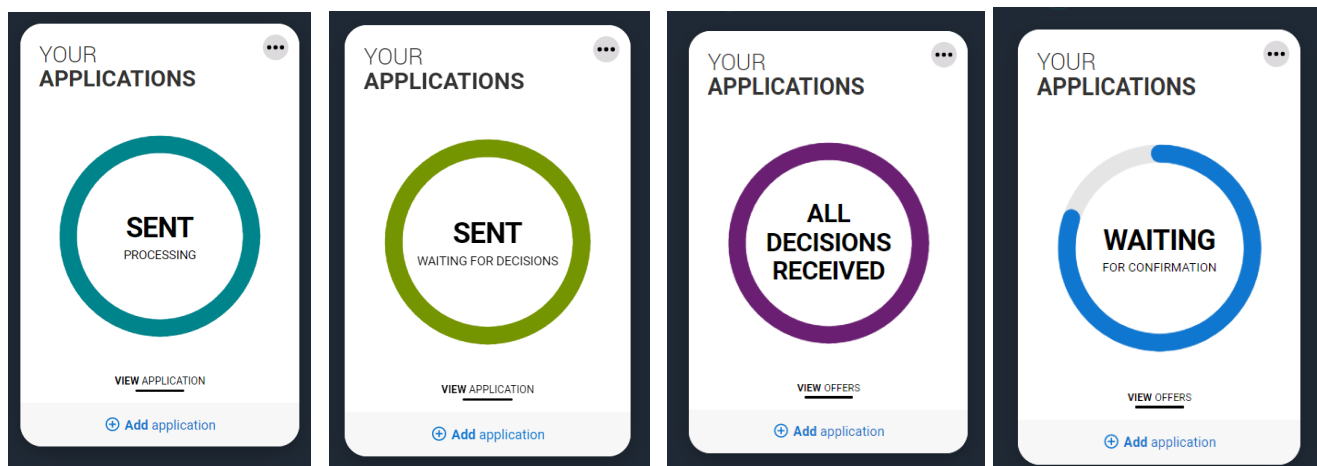 YOUR
APPLICATIONS
SENT
PROCESSING
VIEW APPLICATION
Add application
YOUR
APPLICATIONS
SENT
WAITING FOR DECISIONS
VIEW APPLICATION
Add application
YOUR
APPLICATIONS
ALL
DECISIONS
RECEIVED
VIEW OFFERS
Add application
YOUR
APPLICATIONS
WAITING
FOR CONFIRMATION
VIEW OFFERS
Add application